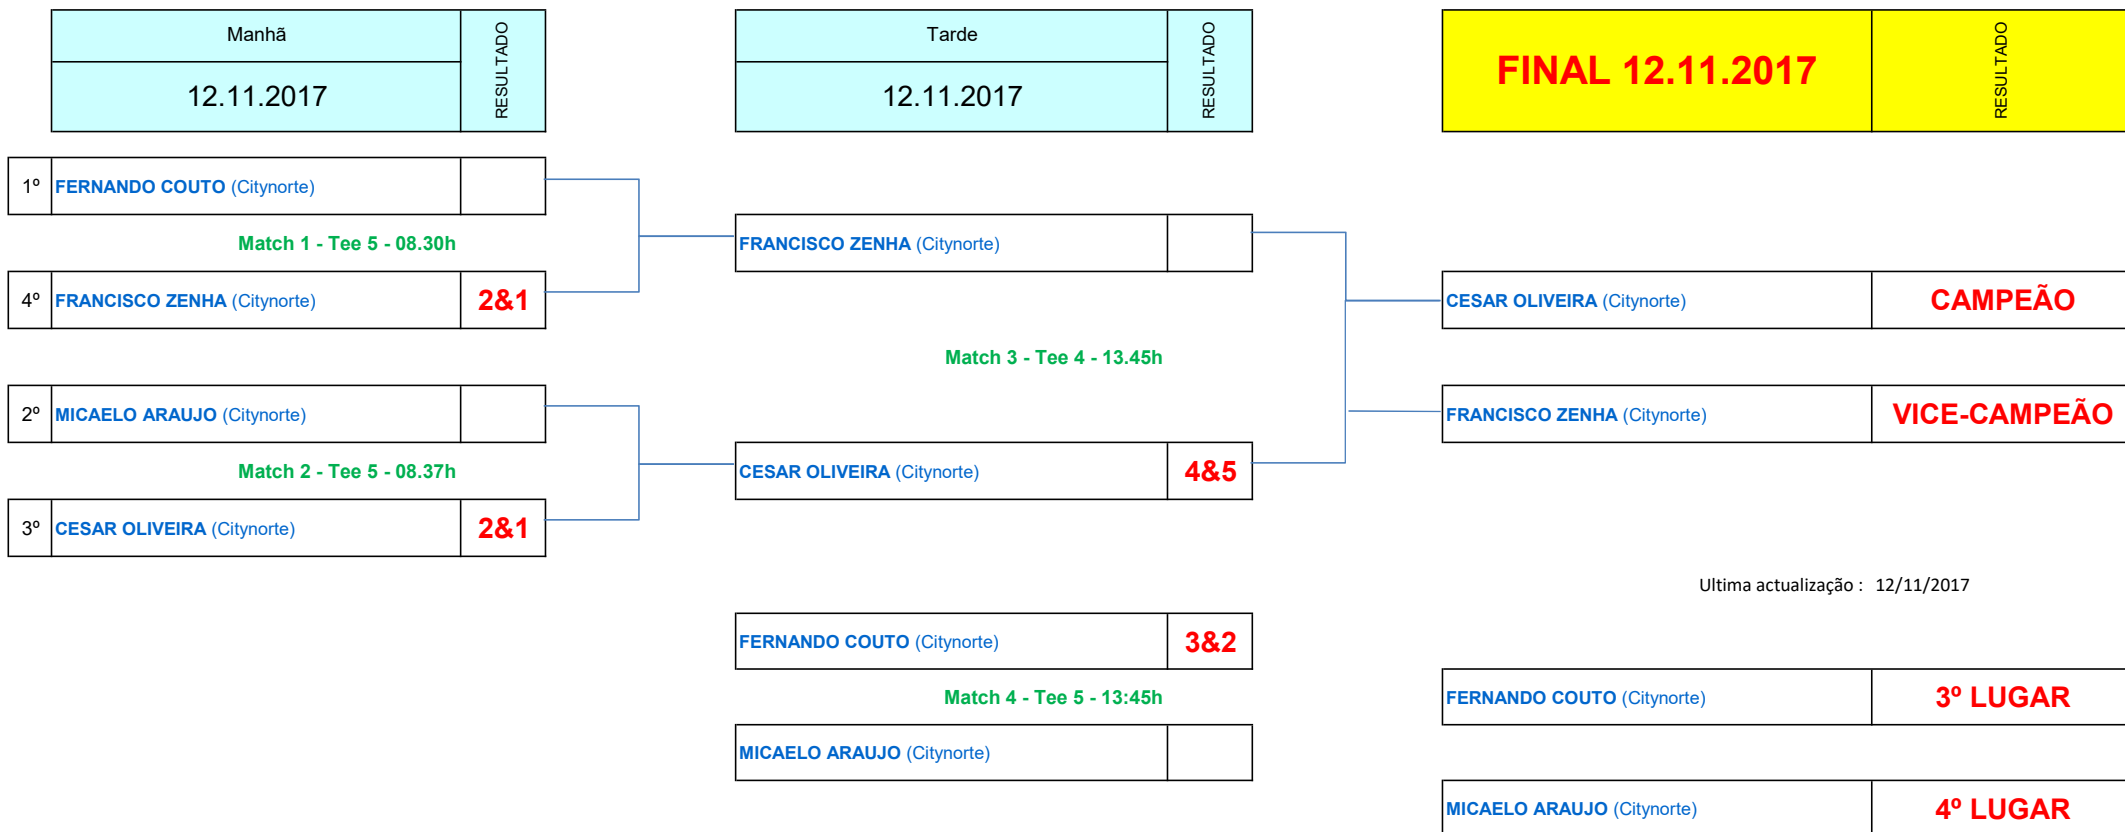 Manhã
RESULTADO
12.11.2017
Tarde
RESULTADO
12.11.2017
FINAL 12.11.2017
RESULTADO
1º FERNANDO COUTO (Citynorte)
Match 1 - Tee 5 - 08.30h
4º FRANCISCO ZENHA (Citynorte) 2&1
2º MICAELO ARAUJO (Citynorte)
Match 2 - Tee 5 - 08.37h
3º CESAR OLIVEIRA (Citynorte) 2&1
FRANCISCO ZENHA (Citynorte)
Match 3 - Tee 4 - 13.45h
CESAR OLIVEIRA (Citynorte) 4&5
FERNANDO COUTO (Citynorte) 3&2
Match 4 - Tee 5 - 13:45h
MICAELO ARAUJO (Citynorte)
CESAR OLIVEIRA (Citynorte) CAMPEÃO
FRANCISCO ZENHA (Citynorte) VICE-CAMPEÃO
Ultima actualização : 12/11/2017
FERNANDO COUTO (Citynorte) 3º LUGAR
MICAELO ARAUJO (Citynorte) 4º LUGAR